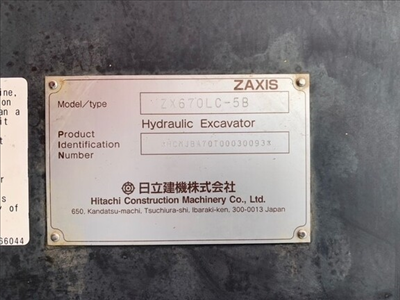 ZAXIS
Model/type ZX670LC-5B
Hydraulic Excavator
Product
Identification
Number
日立建機株式会社
Hitachi Construction Machinery Co., Ltd.
650, Kandatsu-machi, Tsuchiura-shi, Ibaraki-ken, 300-0013 Japan
66044